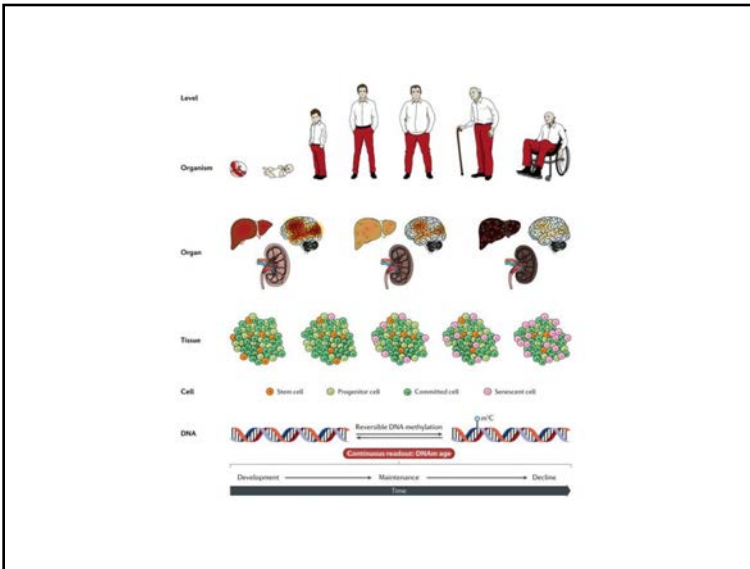 Level
Organism
Organ
Tissue
Cell
Stem cell
Progenitor cell
Committed cell
Senescent cell
m⁵C
DNA
Reversible DNA methylation
Continuous readout: DNAm age
Development
Maintenance
Decline
Time